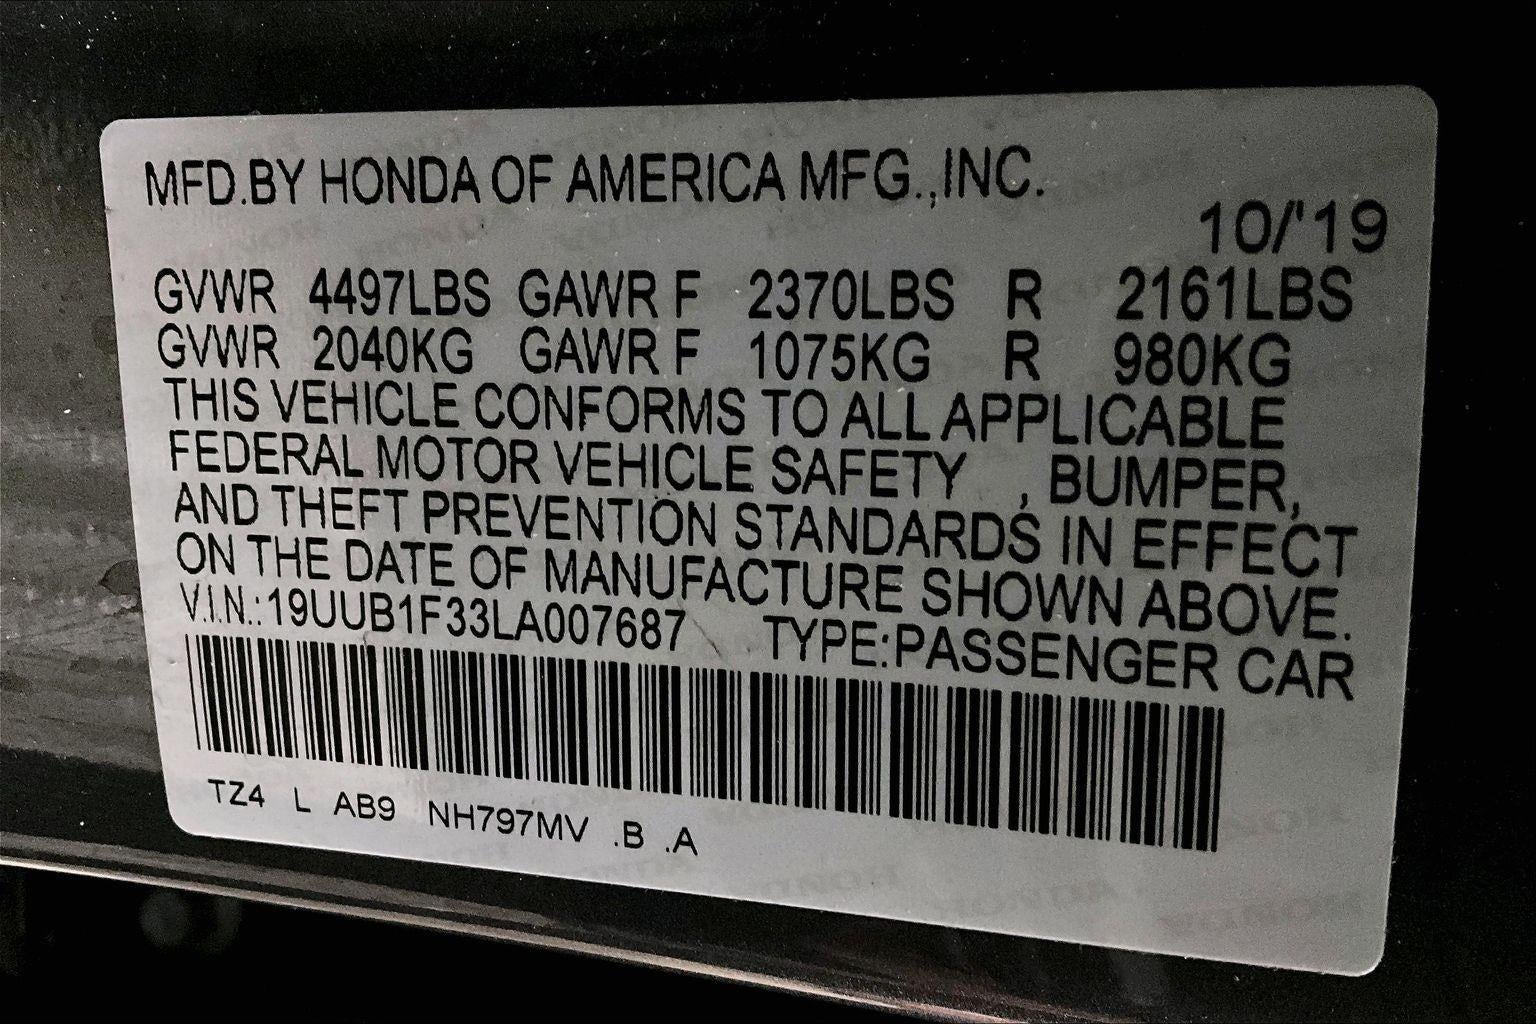 MFD.BY HONDA OF AMERICA MFG.,INC.
10/'19
GVWR 4497LBS GAWR F 2370LBS R 2161LBS
GVWR 2040KG GAWR F 1075KG R 980KG
THIS VEHICLE CONFORMS TO ALL APPLICABLE
FEDERAL MOTOR VEHICLE SAFETY , BUMPER,
AND THEFT PREVENTION STANDARDS IN EFFECT
ON THE DATE OF MANUFACTURE SHOWN ABOVE.
V.I.N.:19UUB1F33LA007687 TYPE:PASSENGER CAR
TZ4 L AB9 NH797MV .B .A